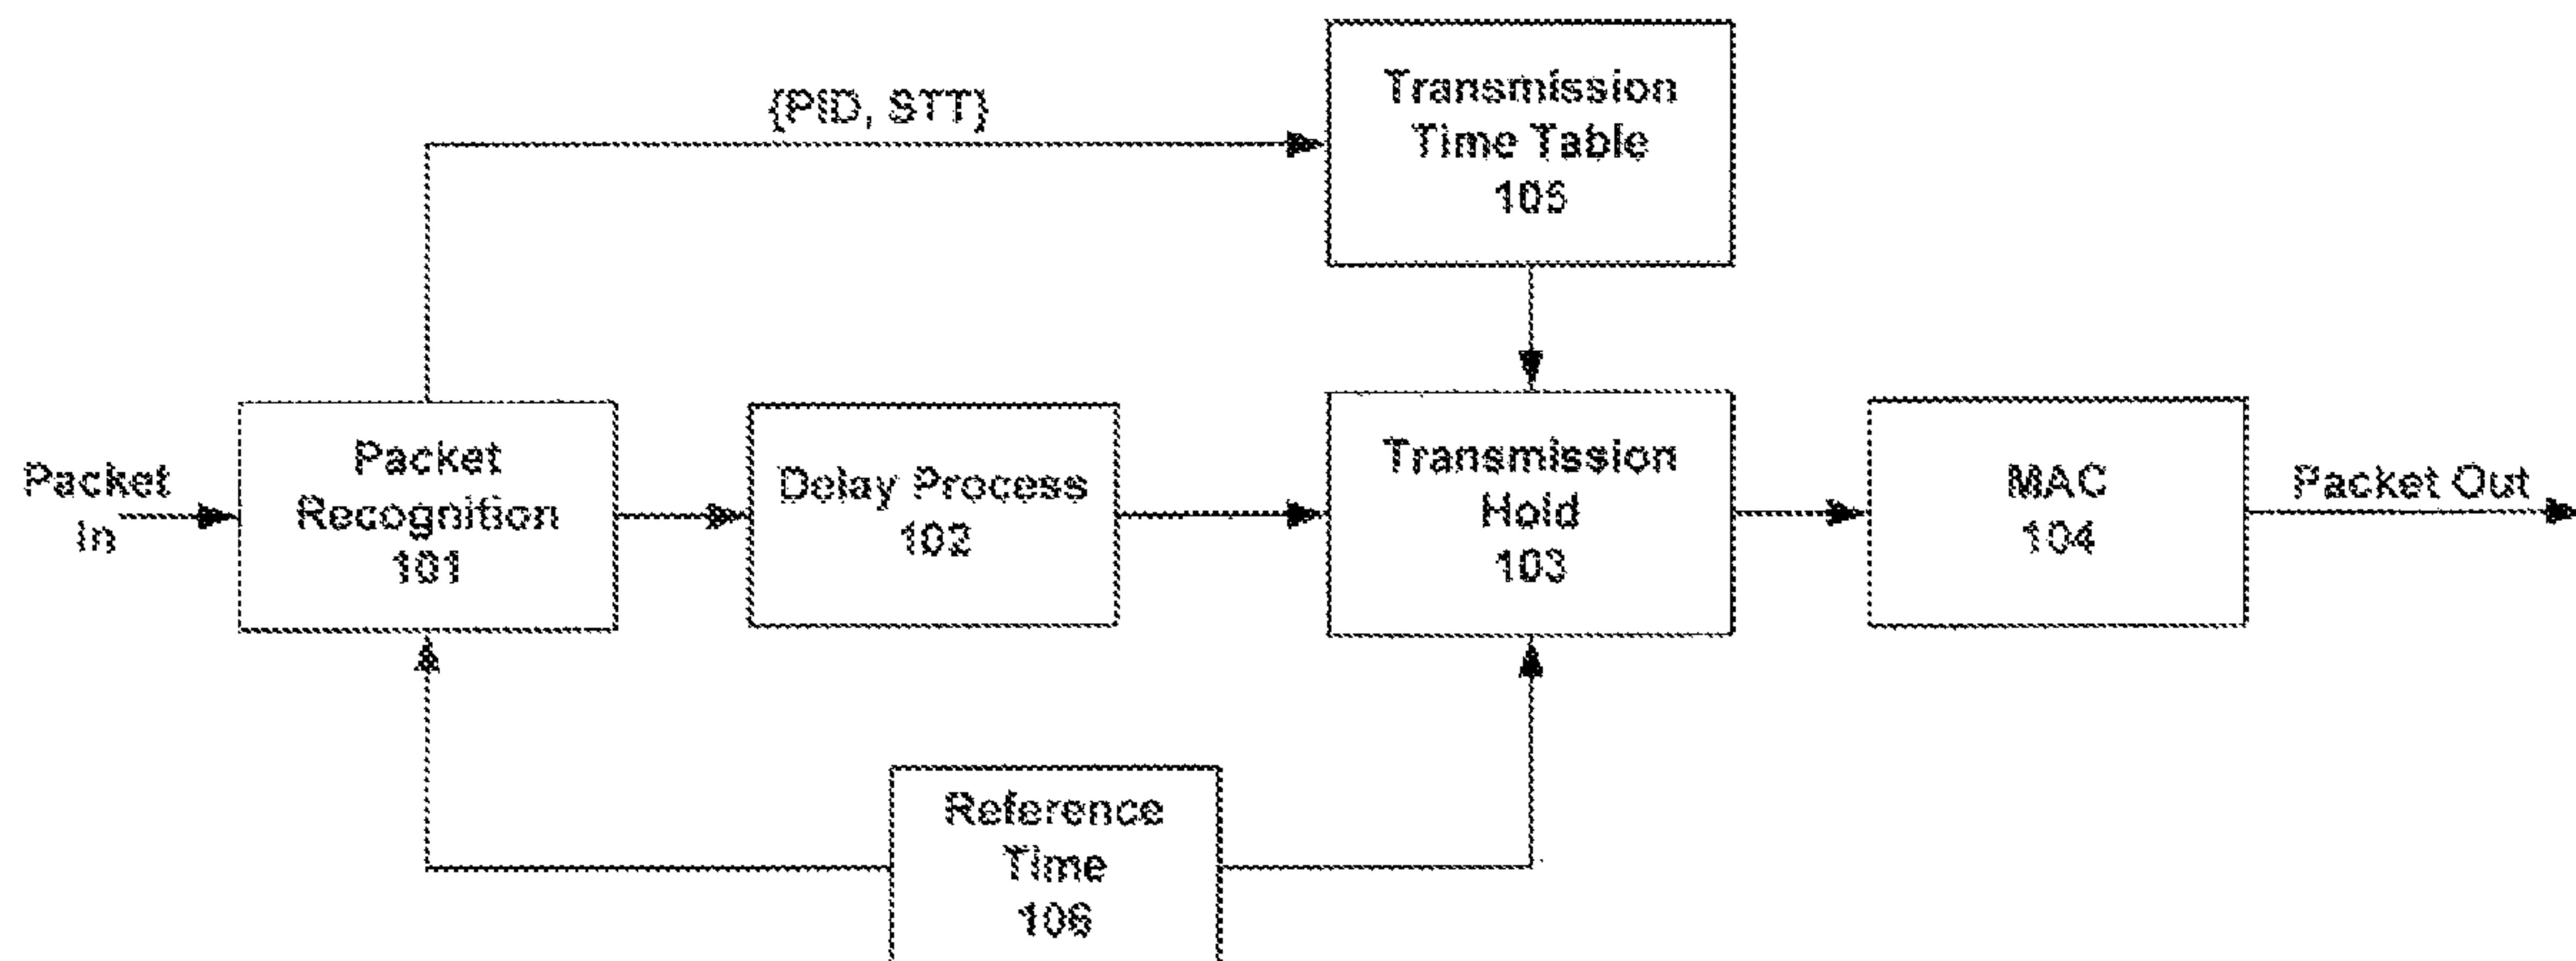 {PID, STT}
Transmission
Time Table
105
Packet
In
Packet
Recognition
101
Delay Process
102
Transmission
Hold
103
MAC
104
Packet Out
Reference
Time
106